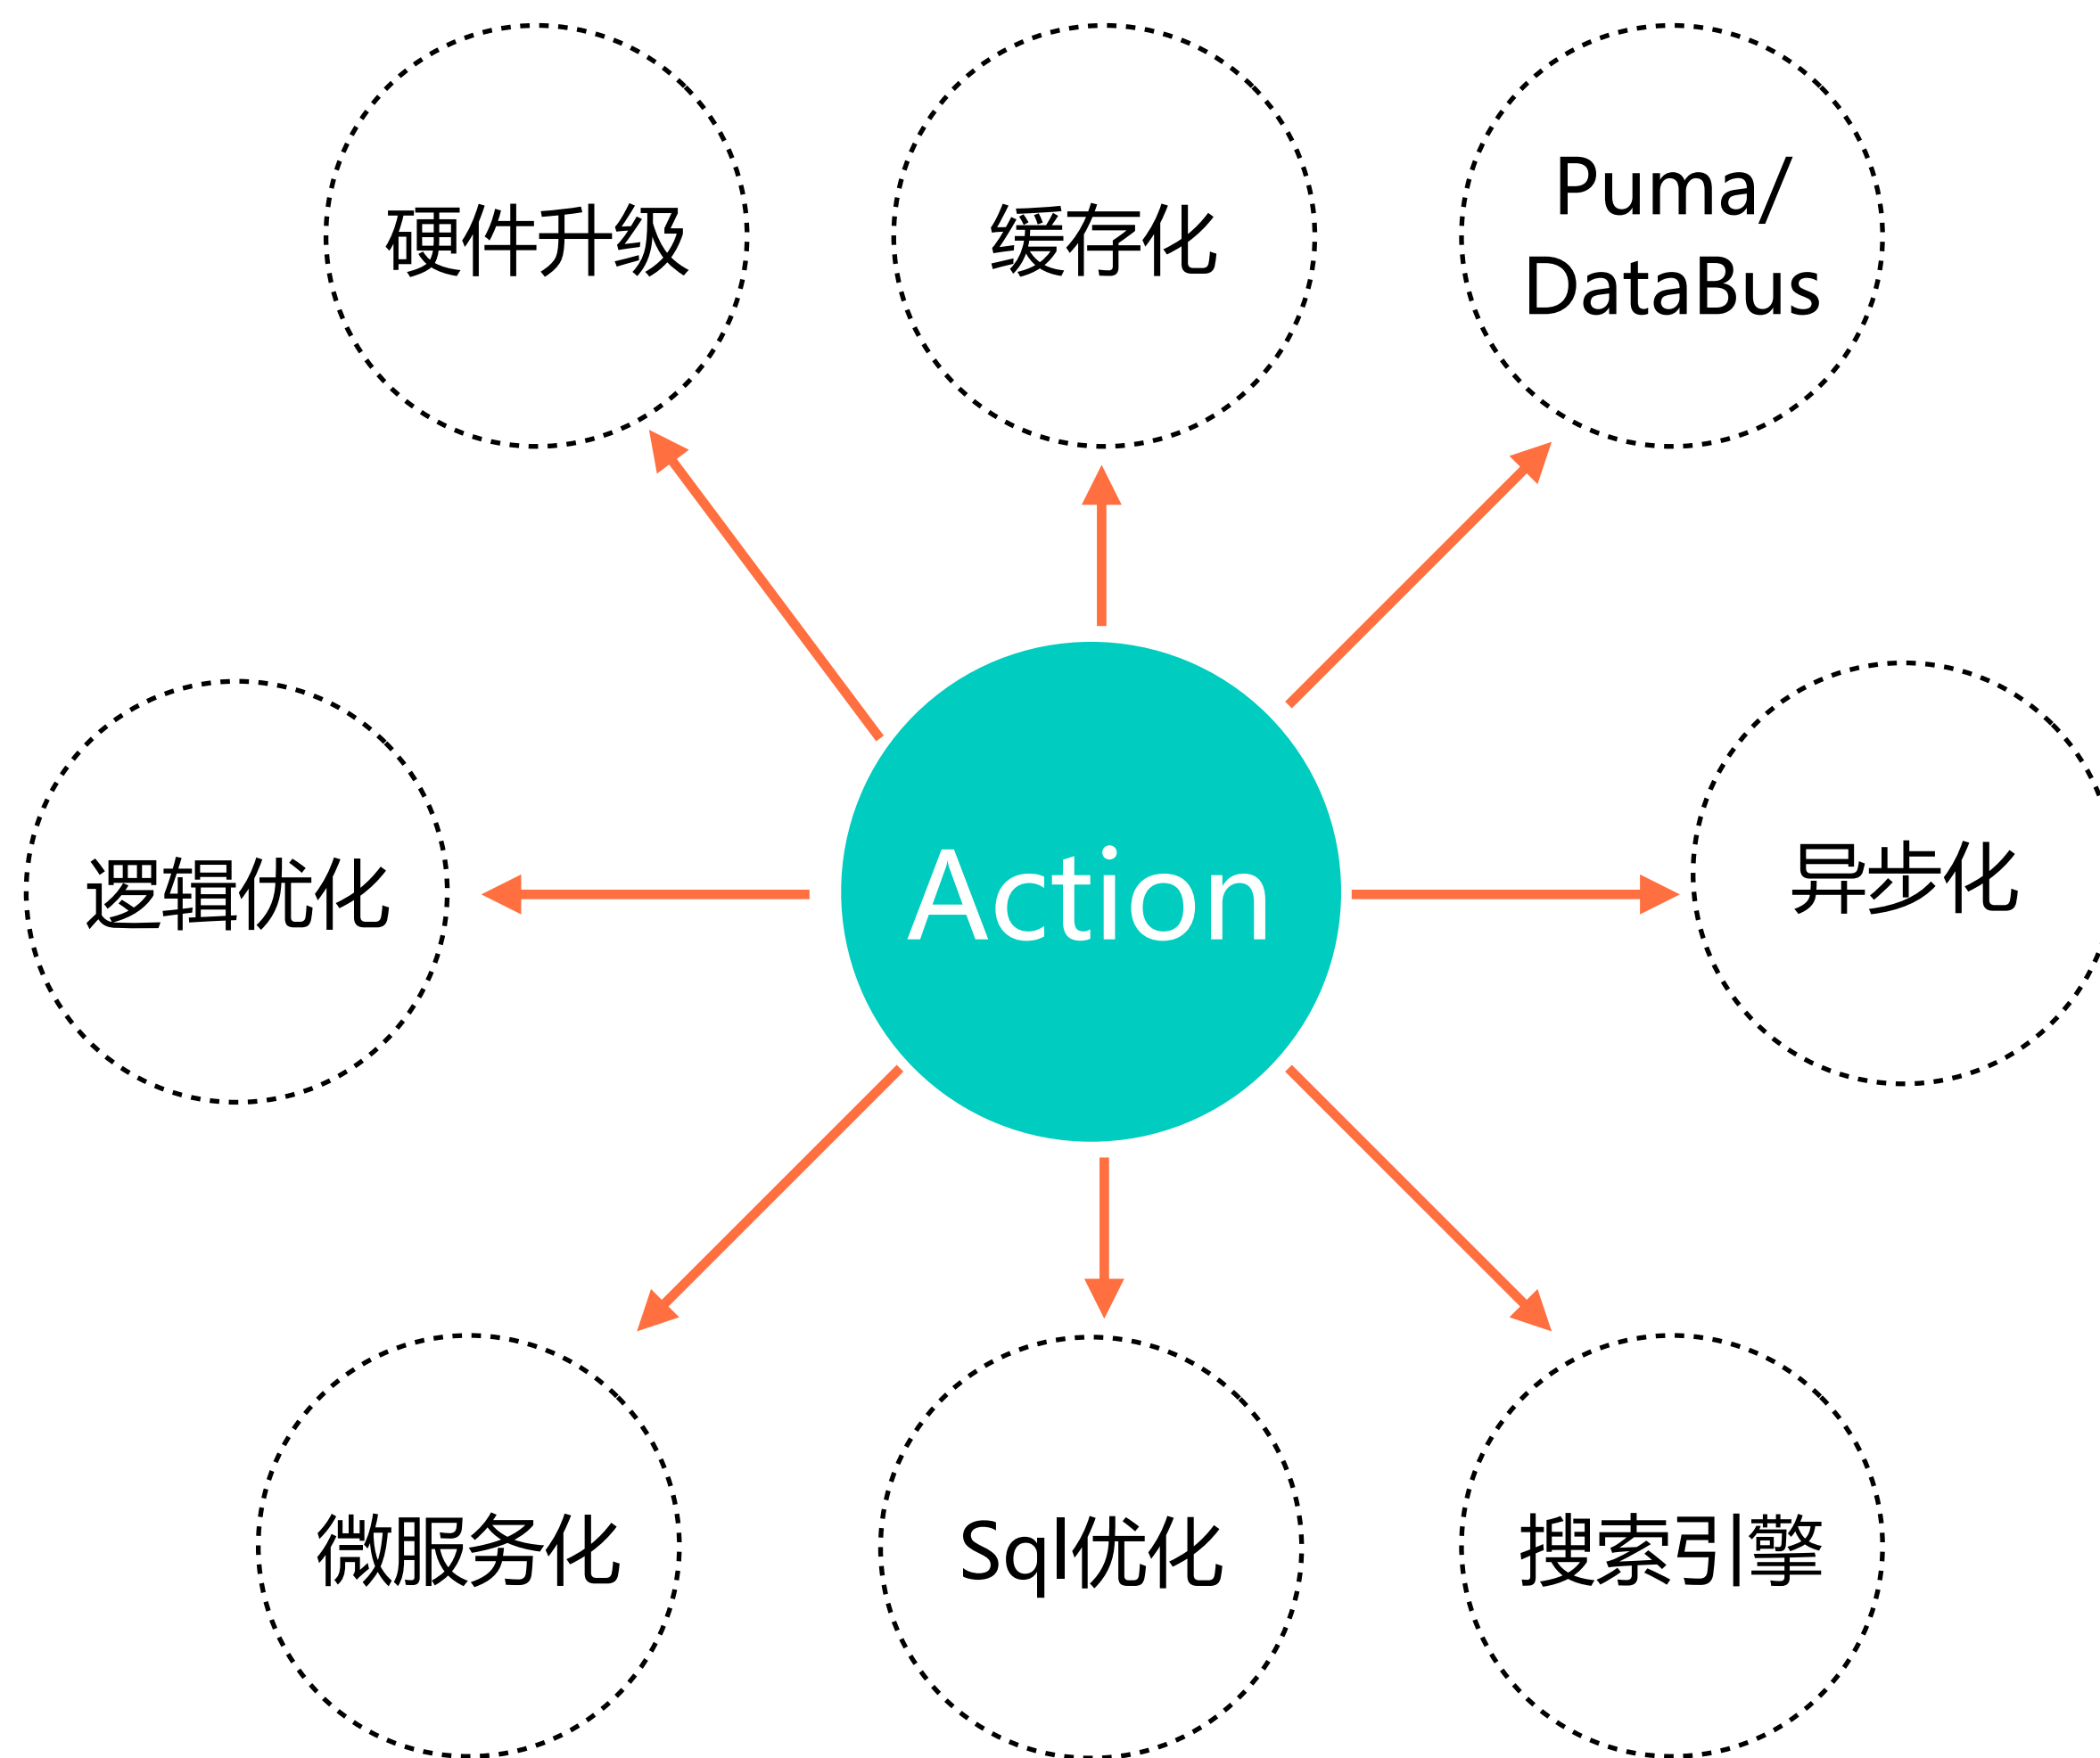 硬件升级
缓存化
Puma/
DataBus
逻辑优化
Action
异步化
微服务化
Sql优化
搜索引擎